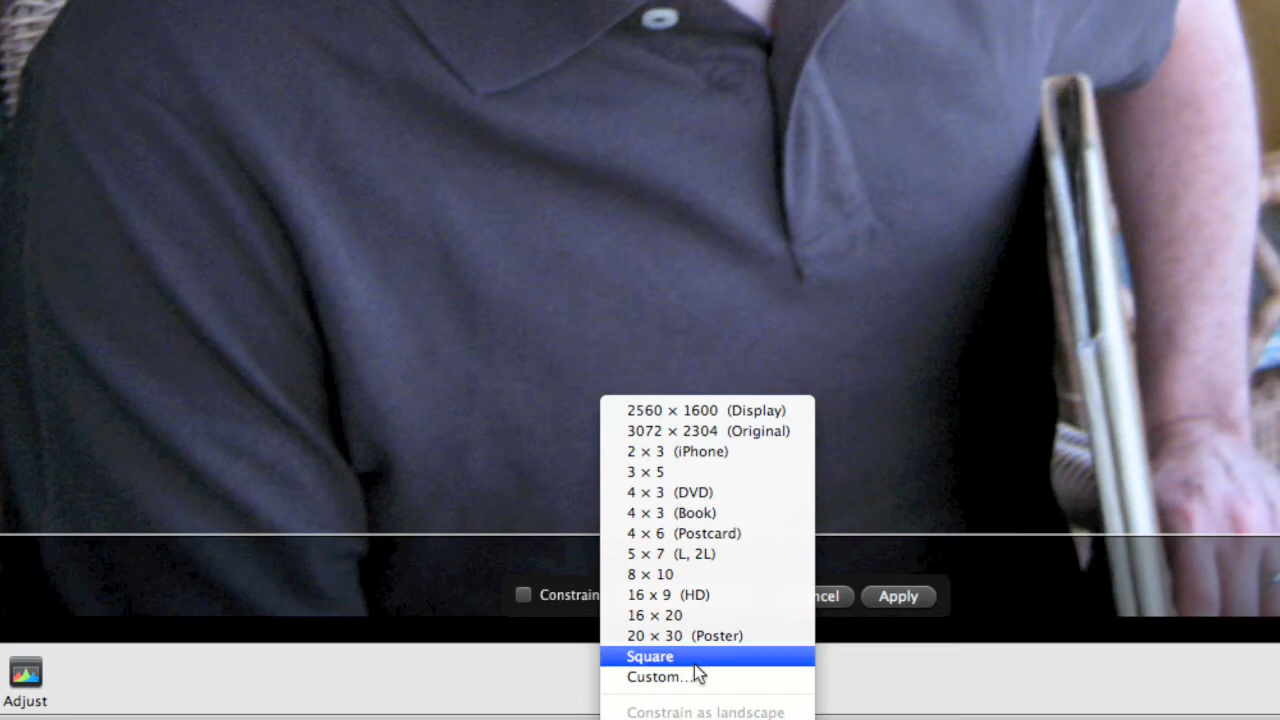 2560 × 1600 (Display)
3072 × 2304 (Original)
2 × 3 (iPhone)
3 × 5
4 × 3 (DVD)
4 × 3 (Book)
4 × 6 (Postcard)
5 × 7 (L, 2L)
8 × 10
Constrain
16 x 9 (HD)
ncel
Apply
16 × 20
20 × 30 (Poster)
Square
Custom...
Adjust
Constrain as landscape